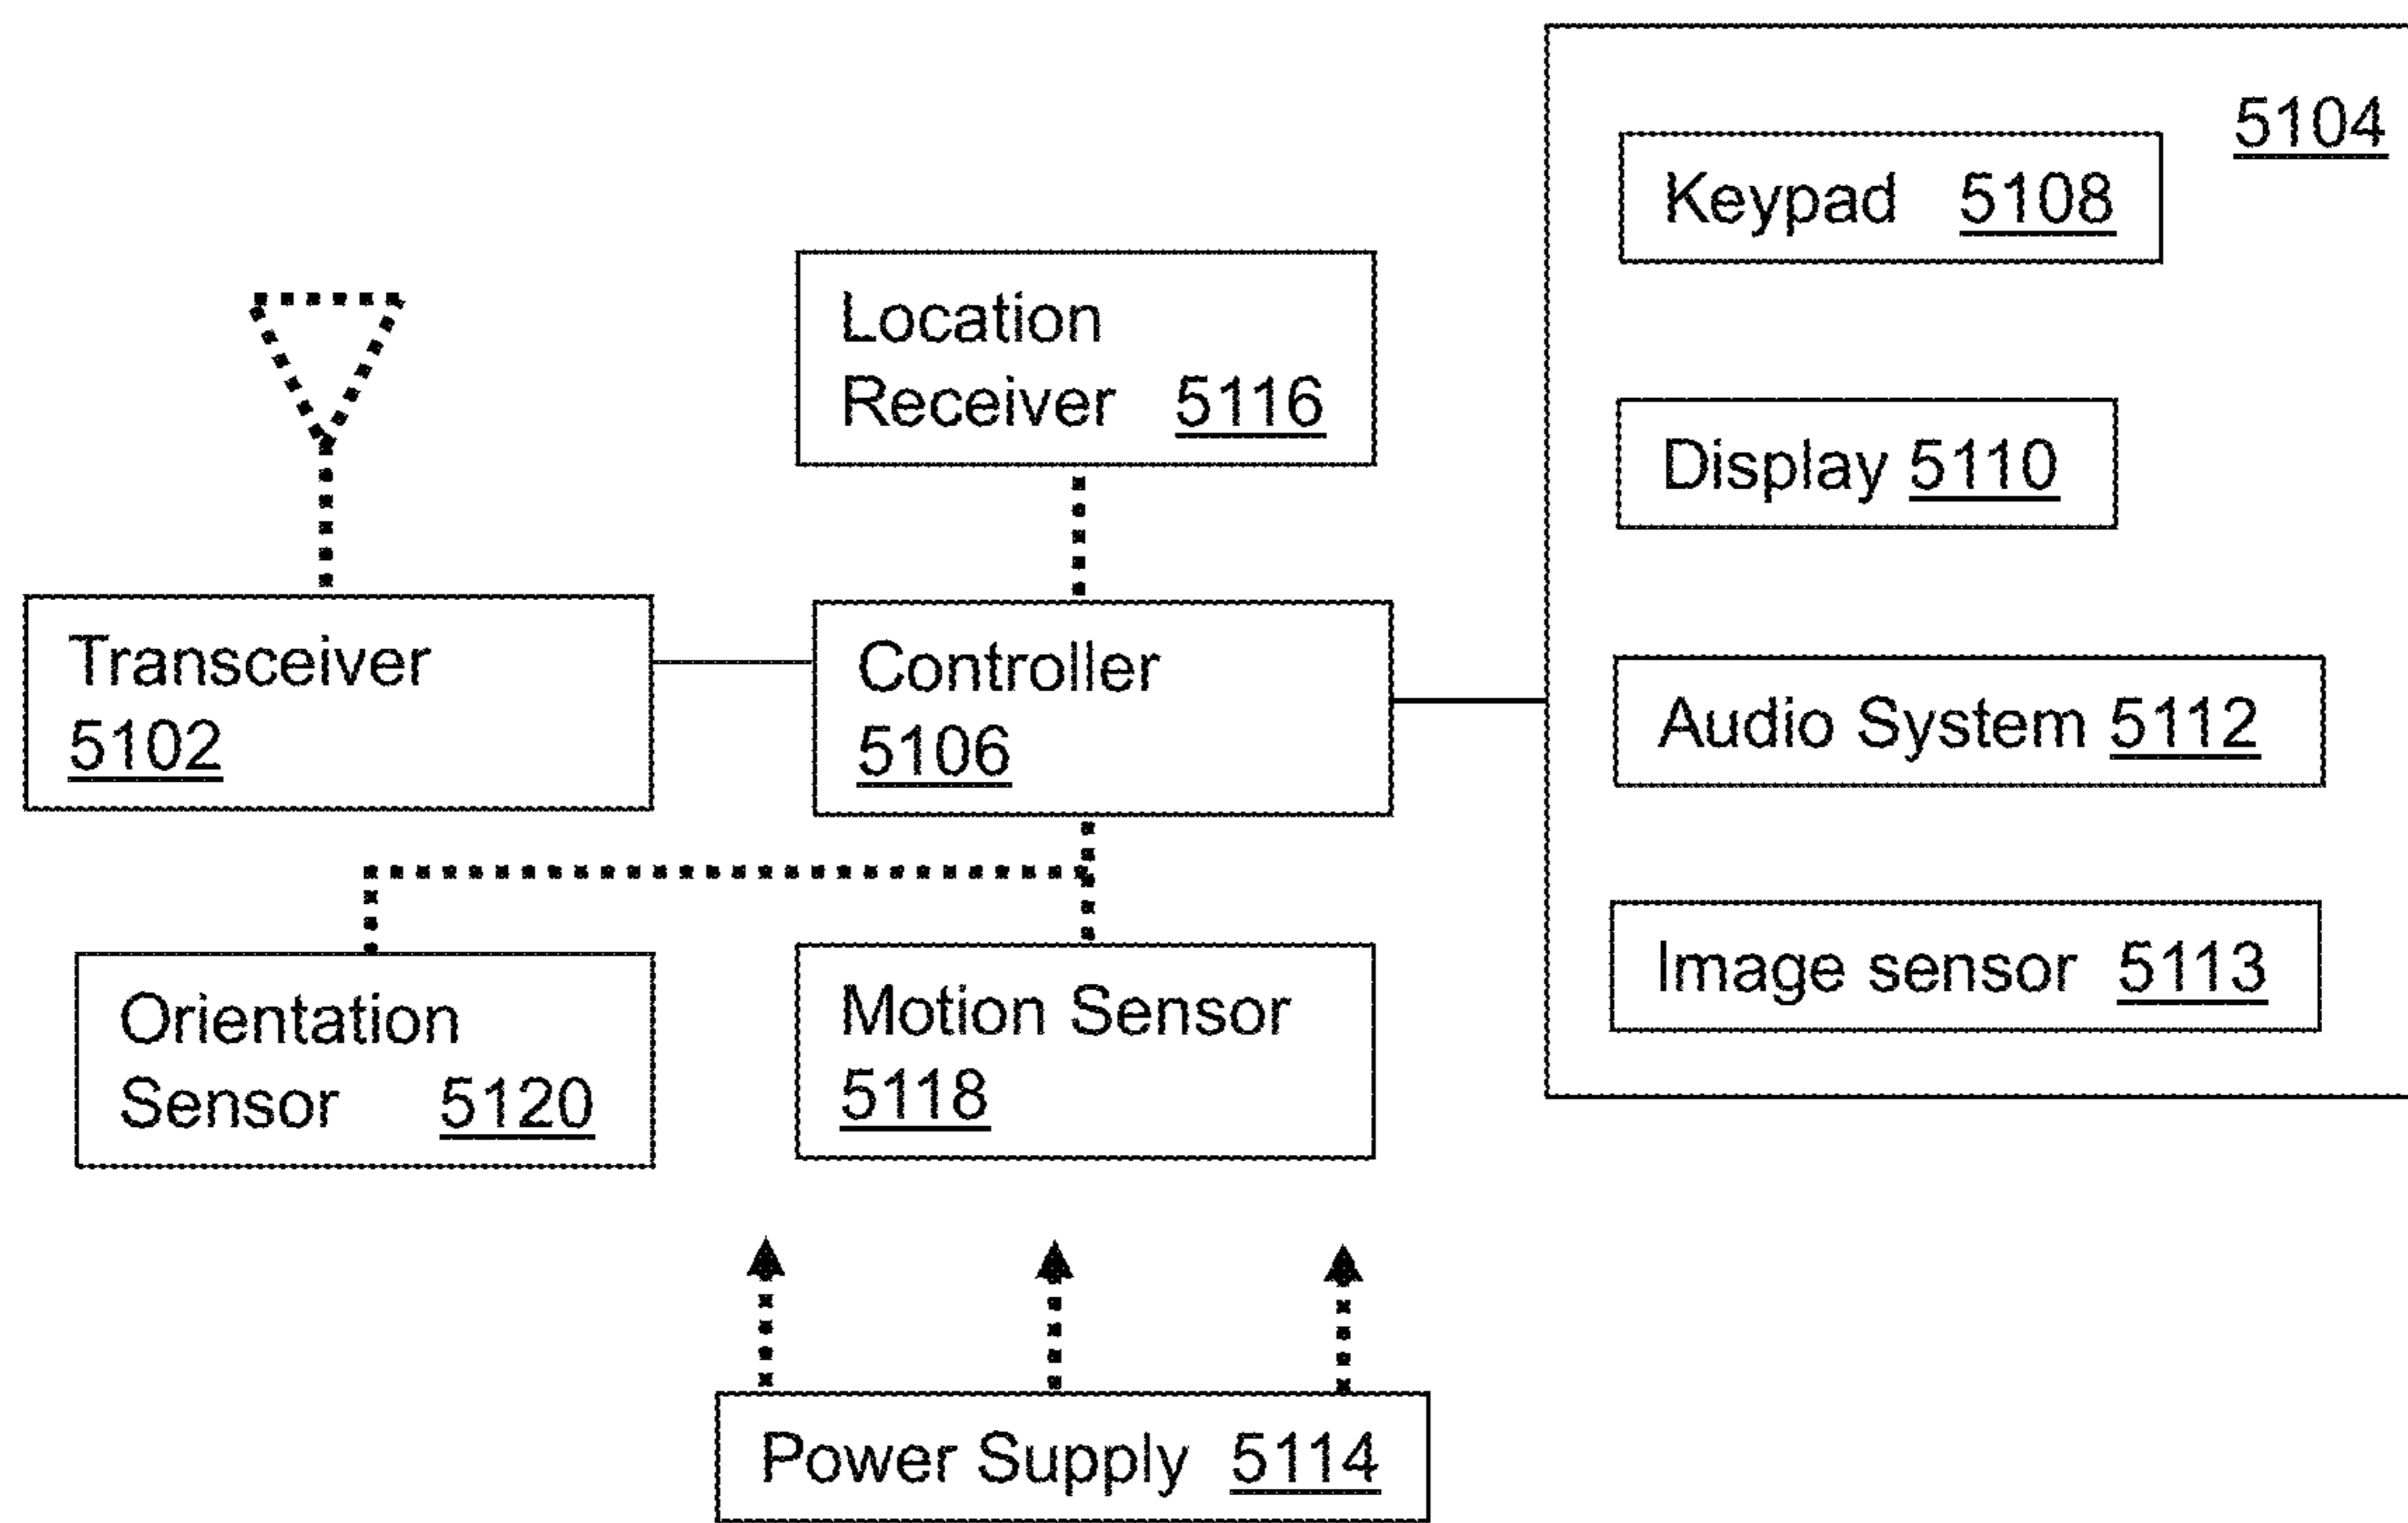 5104
Keypad 5108
Location
Receiver 5116
Display 5110
Transceiver
5102
Controller
5106
Audio System 5112
Image sensor 5113
Orientation
Sensor 5120
Motion Sensor
5118
Power Supply 5114